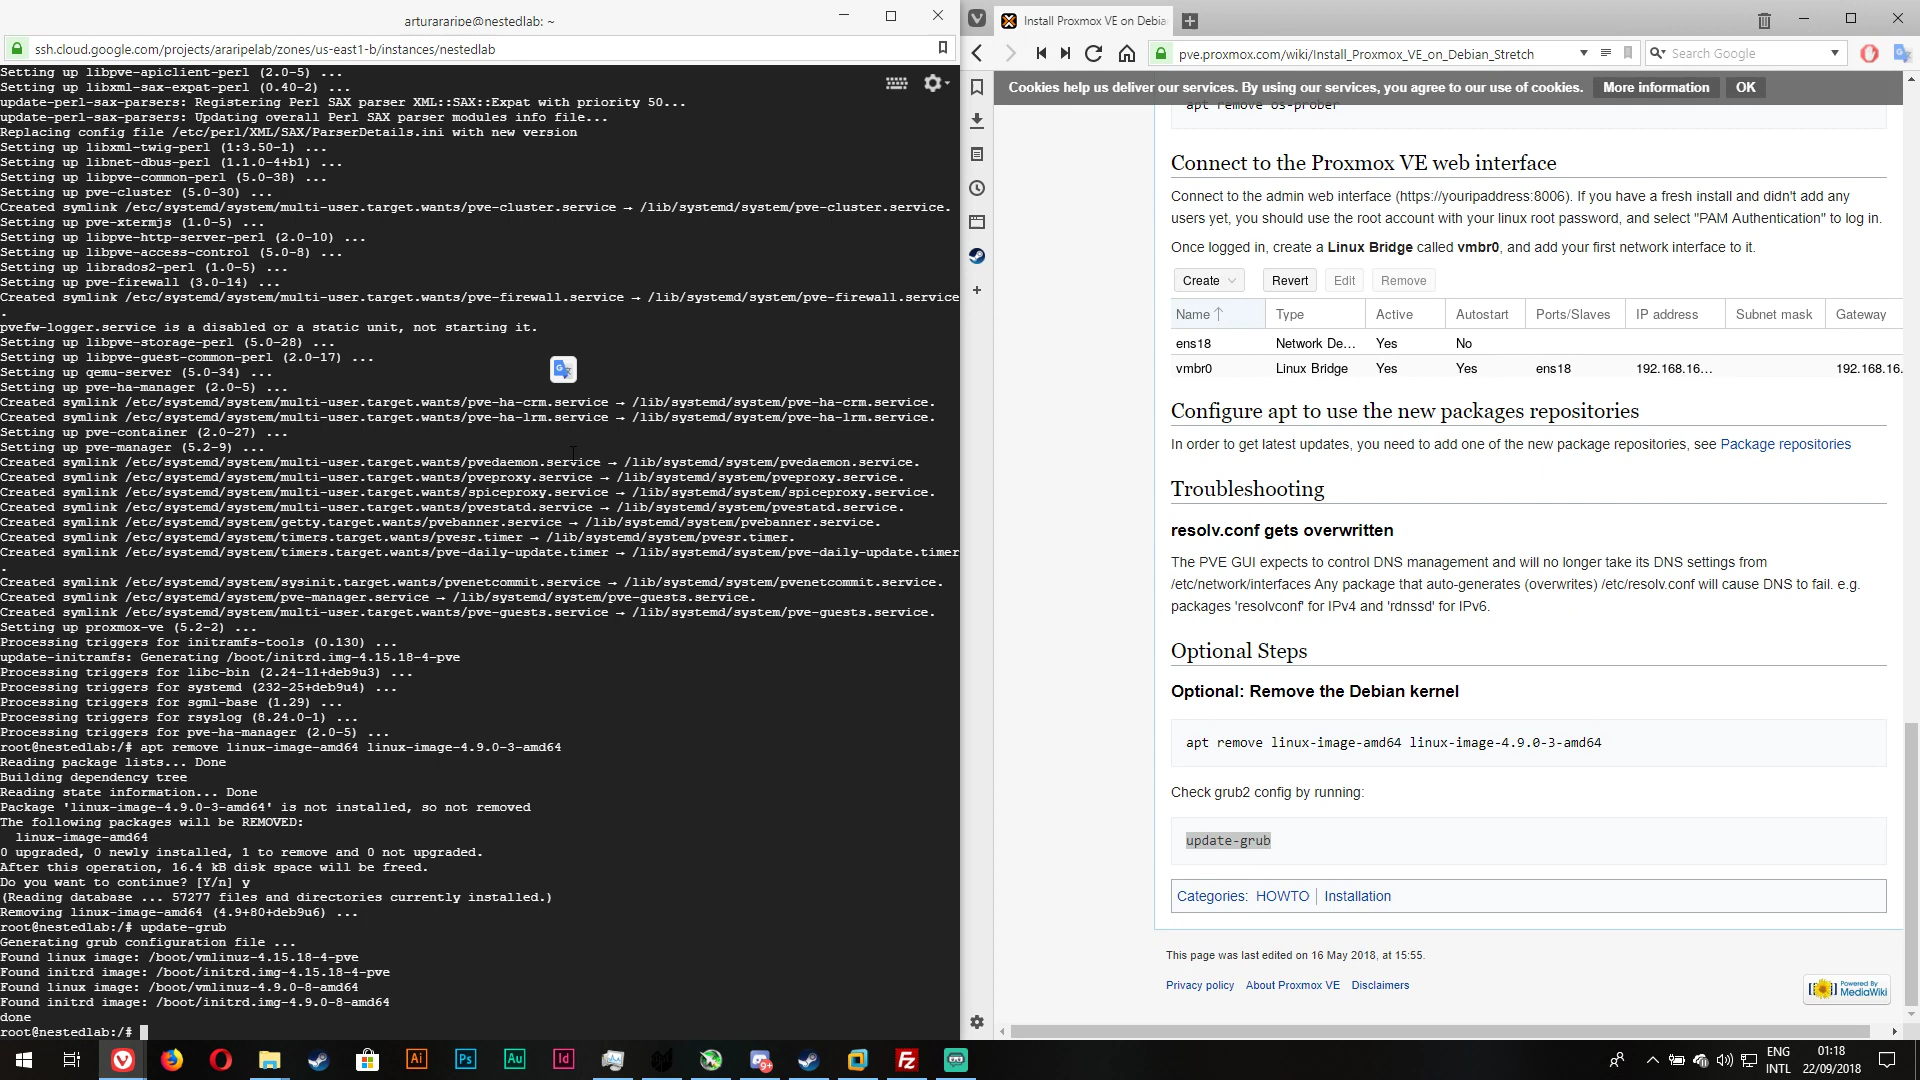 arturararipe@nestedlab: ~
ssh.cloud.google.com/projects/araripelab/zones/us-east1-b/instances/nestedlab
Setting up libpve-apiclient-perl (2.0-5) ...
Setting up libxml-sax-expat-perl (0.40-2) ...
update-perl-sax-parsers: Registering Perl SAX parser XML::SAX::Expat with priority 50...
update-perl-sax-parsers: Updating overall Perl SAX parser modules info file...
Replacing config file /etc/perl/XML/SAX/ParserDetails.ini with new version
Setting up libxml-twig-perl (1:3.50-1) ...
Setting up libnet-dbus-perl (1.1.0-4+b1) ...
Setting up libpve-common-perl (5.0-38) ...
Setting up pve-cluster (5.0-30) ...
Created symlink /etc/systemd/system/multi-user.target.wants/pve-cluster.service → /lib/systemd/system/pve-cluster.service.
Setting up pve-xtermjs (1.0-5) ...
Setting up libpve-http-server-perl (2.0-10) ...
Setting up libpve-access-control (5.0-8) ...
Setting up librados2-perl (1.0-5) ...
Setting up pve-firewall (3.0-14) ...
Created symlink /etc/systemd/system/multi-user.target.wants/pve-firewall.service → /lib/systemd/system/pve-firewall.service
.
pvefw-logger.service is a disabled or a static unit, not starting it.
Setting up libpve-storage-perl (5.0-28) ...
Setting up libpve-guest-common-perl (2.0-17) ...
Setting up qemu-server (5.0-34) ...
Setting up pve-ha-manager (2.0-5) ...
Created symlink /etc/systemd/system/multi-user.target.wants/pve-ha-crm.service → /lib/systemd/system/pve-ha-crm.service.
Created symlink /etc/systemd/system/multi-user.target.wants/pve-ha-lrm.service → /lib/systemd/system/pve-ha-lrm.service.
Setting up pve-container (2.0-27) ...
Setting up pve-manager (5.2-9) ...
Created symlink /etc/systemd/system/multi-user.target.wants/pvedaemon.service → /lib/systemd/system/pvedaemon.service.
Created symlink /etc/systemd/system/multi-user.target.wants/pveproxy.service → /lib/systemd/system/pveproxy.service.
Created symlink /etc/systemd/system/multi-user.target.wants/spiceproxy.service → /lib/systemd/system/spiceproxy.service.
Created symlink /etc/systemd/system/multi-user.target.wants/pvestatd.service → /lib/systemd/system/pvestatd.service.
Created symlink /etc/systemd/system/getty.target.wants/pvebanner.service → /lib/systemd/system/pvebanner.service.
Created symlink /etc/systemd/system/timers.target.wants/pvesr.timer → /lib/systemd/system/pvesr.timer.
Created symlink /etc/systemd/system/timers.target.wants/pve-daily-update.timer → /lib/systemd/system/pve-daily-update.timer
.
Created symlink /etc/systemd/system/sysinit.target.wants/pvenetcommit.service → /lib/systemd/system/pvenetcommit.service.
Created symlink /etc/systemd/system/pve-manager.service → /lib/systemd/system/pve-guests.service.
Created symlink /etc/systemd/system/multi-user.target.wants/pve-guests.service → /lib/systemd/system/pve-guests.service.
Setting up proxmox-ve (5.2-2) ...
Processing triggers for initramfs-tools (0.130) ...
update-initramfs: Generating /boot/initrd.img-4.15.18-4-pve
Processing triggers for libc-bin (2.24-11+deb9u3) ...
Processing triggers for systemd (232-25+deb9u4) ...
Processing triggers for sgml-base (1.29) ...
Processing triggers for rsyslog (8.24.0-1) ...
Processing triggers for pve-ha-manager (2.0-5) ...
root@nestedlab:/# apt remove linux-image-amd64 linux-image-4.9.0-3-amd64
Reading package lists... Done
Building dependency tree
Reading state information... Done
Package 'linux-image-4.9.0-3-amd64' is not installed, so not removed
The following packages will be REMOVED:
linux-image-amd64
0 upgraded, 0 newly installed, 1 to remove and 0 not upgraded.
After this operation, 16.4 kB disk space will be freed.
Do you want to continue? [Y/n] y
(Reading database ... 57277 files and directories currently installed.)
Removing linux-image-amd64 (4.9+80+deb9u6) ...
root@nestedlab:/# update-grub
Generating grub configuration file ...
Found linux image: /boot/vmlinuz-4.15.18-4-pve
Found initrd image: /boot/initrd.img-4.15.18-4-pve
Found linux image: /boot/vmlinuz-4.9.0-8-amd64
Found initrd image: /boot/initrd.img-4.9.0-8-amd64
done
root@nestedlab:/#
Install Proxmox VE on Debia
pve.proxmox.com/wiki/Install_Proxmox_VE_on_Debian_Stretch
Search Google
Cookies help us deliver our services. By using our services, you agree to our use of cookies. More information OK
apt remove os-prober
Connect to the Proxmox VE web interface
Connect to the admin web interface (https://youripaddress:8006). If you have a fresh install and didn't add any
users yet, you should use the root account with your linux root password, and select "PAM Authentication" to log in.
Once logged in, create a Linux Bridge called vmbr0, and add your first network interface to it.
Create Revert Edit Remove
Name Type Active Autostart Ports/Slaves IP address Subnet mask Gateway
ens18 Network De... Yes No
vmbr0 Linux Bridge Yes Yes ens18 192.168.16... 192.168.16.
Configure apt to use the new packages repositories
In order to get latest updates, you need to add one of the new package repositories, see Package repositories
Troubleshooting
resolv.conf gets overwritten
The PVE GUI expects to control DNS management and will no longer take its DNS settings from
/etc/network/interfaces Any package that auto-generates (overwrites) /etc/resolv.conf will cause DNS to fail. e.g.
packages 'resolvconf' for IPv4 and 'rdnssd' for IPv6.
Optional Steps
Optional: Remove the Debian kernel
apt remove linux-image-amd64 linux-image-4.9.0-3-amd64
Check grub2 config by running:
update-grub
Categories: HOWTO Installation
This page was last edited on 16 May 2018, at 15:55.
Privacy policy About Proxmox VE Disclaimers
Powered By
MediaWiki
Ai Ps Au Id
9+
Fz
ENG
INTL
01:18
22/09/2018